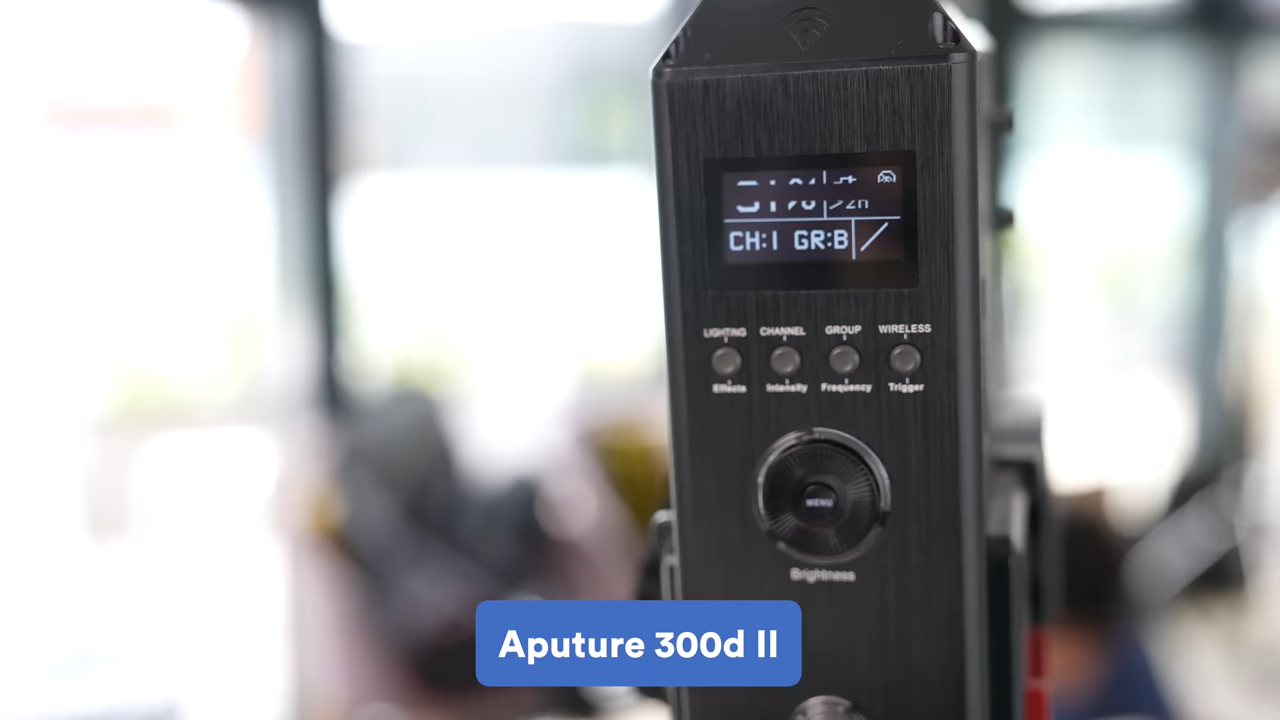 CH:1 GR:B
LIGHTING CHANNEL GROUP WIRELESS
Effects Intensity Frequency Trigger
MENU
Brightness
Aputure 300d II